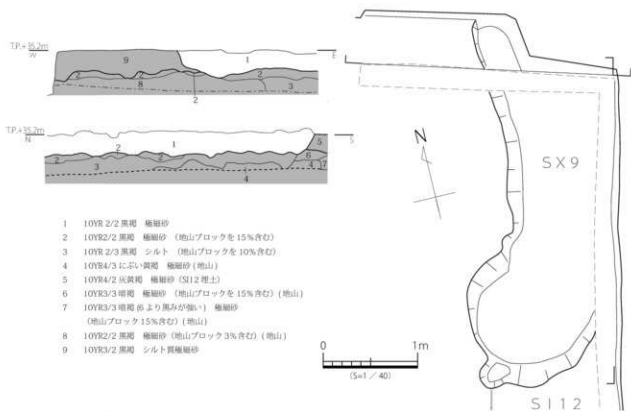 T.P.+35.2m
W
E
9
1
2
2
2
8
3
2
T.P.+35.2m
N
S
1
5
2
2
2
6
3
4
7
4
1 10YR 2/2 黒褐 極細砂
2 10YR2/2 黒褐 極細砂 (地山ブロックを15%含む)
3 10YR 2/3 黒褐 シルト (地山ブロックを10%含む)
4 10YR4/3 にぶい黄褐 極細砂(地山)
5 10YR4/2 灰黄褐 極細砂(SI12 埋土)
6 10YR3/3 暗褐 極細砂 (地山ブロックを15%含む)(地山)
7 10YR3/3 暗褐(6より黒みが強い) 極細砂
(地山ブロック15%含む)(地山)
8 10YR2/2 黒褐 極細砂(地山ブロック3%含む)(地山)
9 10YR3/2 黒褐 シルト質極細砂
N
SX9
0 1m
(S=1/40)
SI12